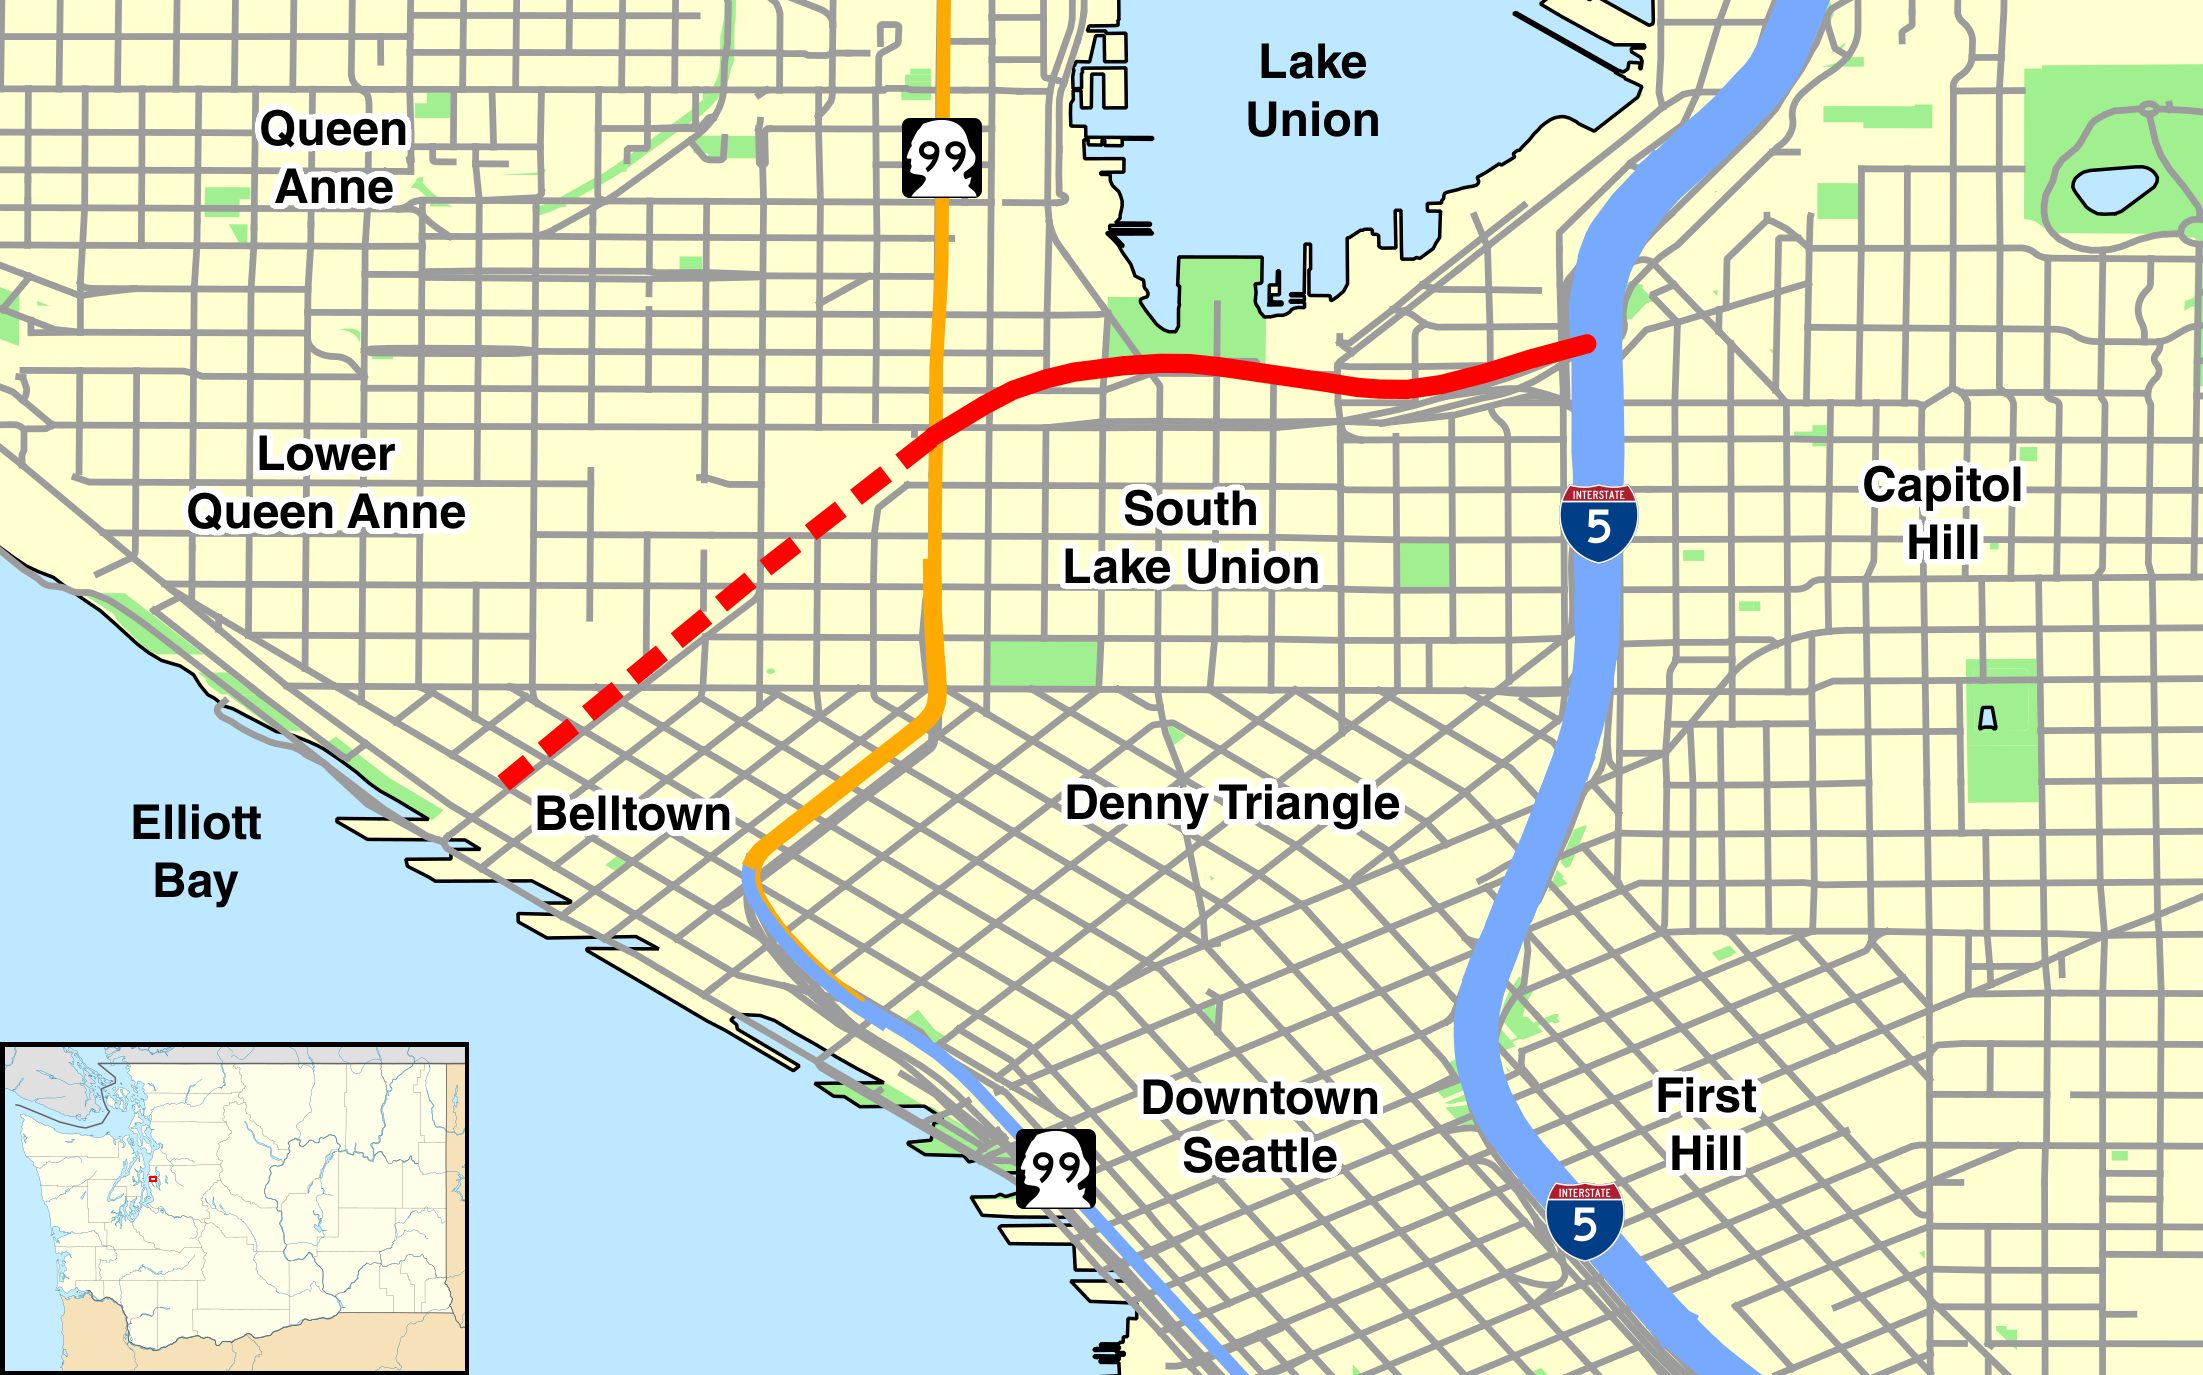 Lake
Union
Queen
Anne
99
Lower
Queen Anne
South
Lake Union
INTERSTATE
5
Capitol
Hill
Belltown
Denny Triangle
Elliott
Bay
Downtown
Seattle
First
Hill
99
INTERSTATE
5